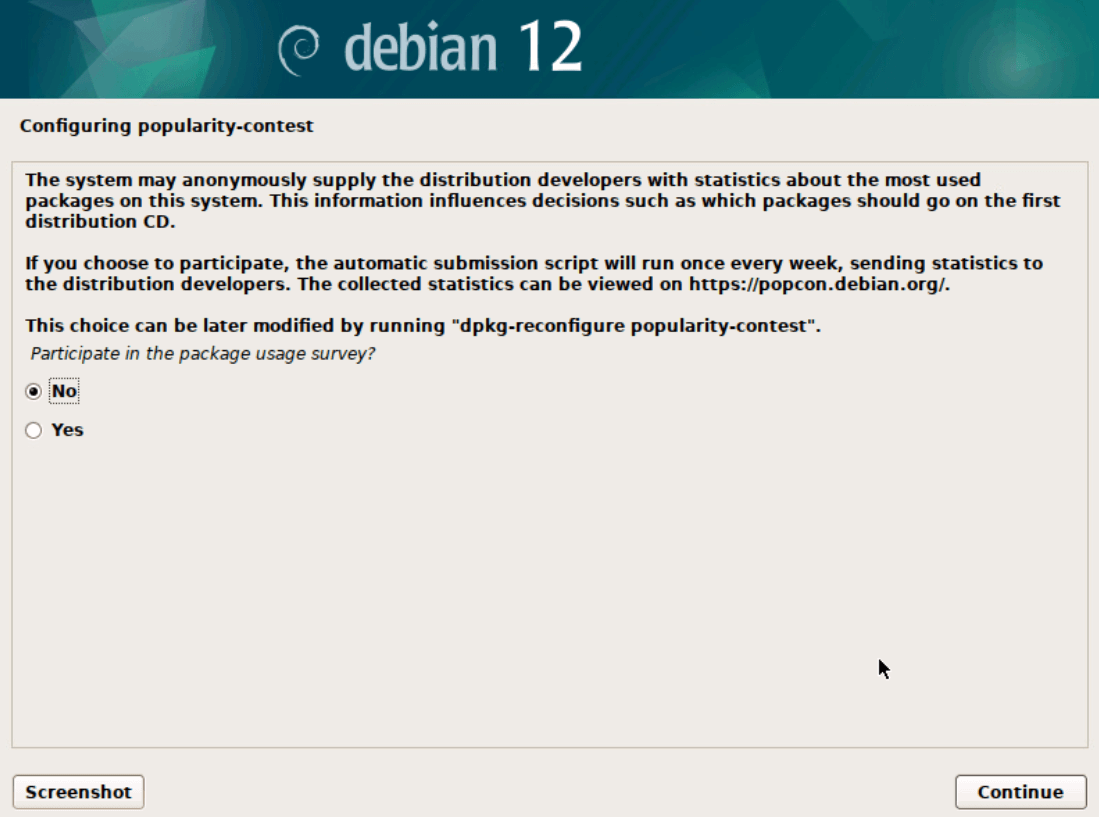 debian 12
Configuring popularity-contest
The system may anonymously supply the distribution developers with statistics about the most used
packages on this system. This information influences decisions such as which packages should go on the first
distribution CD.
If you choose to participate, the automatic submission script will run once every week, sending statistics to
the distribution developers. The collected statistics can be viewed on https://popcon.debian.org/.
This choice can be later modified by running "dpkg-reconfigure popularity-contest".
Participate in the package usage survey?
No
Yes
Screenshot
Continue